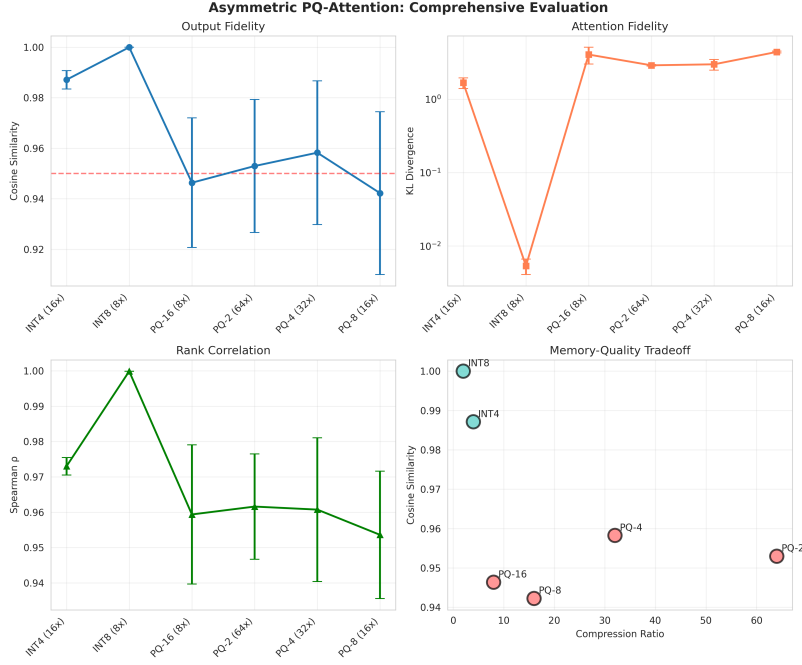 Asymmetric PQ-Attention: Comprehensive Evaluation
Output Fidelity
Cosine Similarity
1.00
0.98
0.96
0.94
0.92
INT4 (16x)
INT8 (8x)
PQ-16 (8x)
PQ-2 (64x)
PQ-4 (32x)
PQ-8 (16x)
Attention Fidelity
KL Divergence
10⁰
10⁻¹
10⁻²
INT4 (16x)
INT8 (8x)
PQ-16 (8x)
PQ-2 (64x)
PQ-4 (32x)
PQ-8 (16x)
Rank Correlation
Spearman ρ
1.00
0.99
0.98
0.97
0.96
0.95
0.94
INT4 (16x)
INT8 (8x)
PQ-16 (8x)
PQ-2 (64x)
PQ-4 (32x)
PQ-8 (16x)
Memory-Quality Tradeoff
Cosine Similarity
1.00
0.99
0.98
0.97
0.96
0.95
0.94
INT8
INT4
PQ-4
PQ-2
PQ-16
PQ-8
0 10 20 30 40 50 60
Compression Ratio